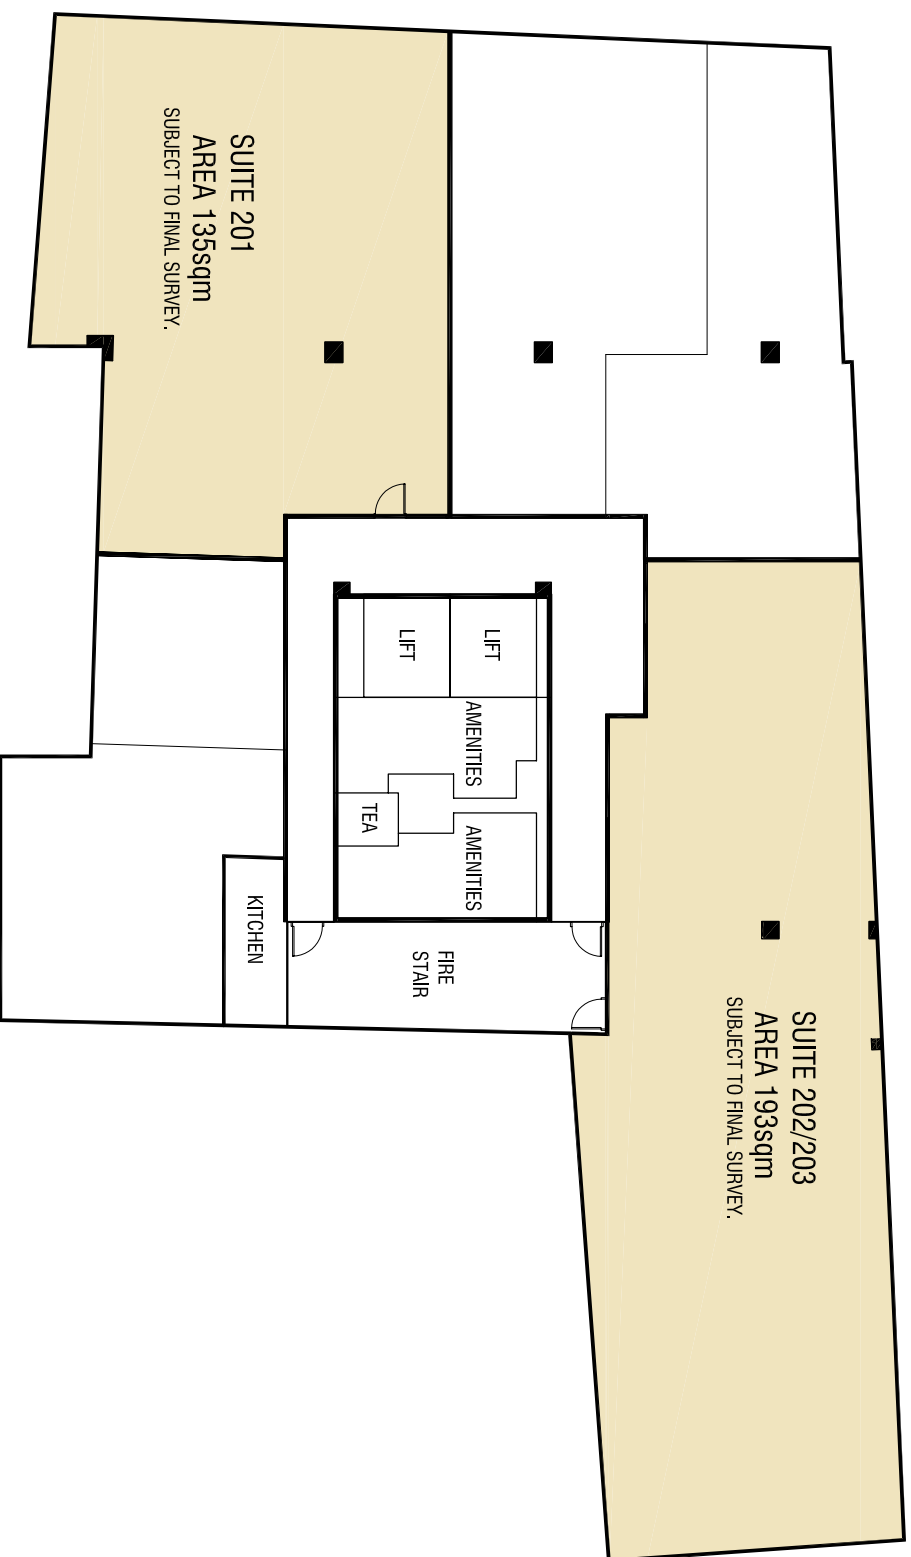 SUITE 201
AREA 135sqm
SUBJECT TO FINAL SURVEY.
LIFT
LIFT
AMENITIES
TEA
AMENITIES
KITCHEN
FIRE
STAIR
SUITE 202/203
AREA 193sqm
SUBJECT TO FINAL SURVEY.